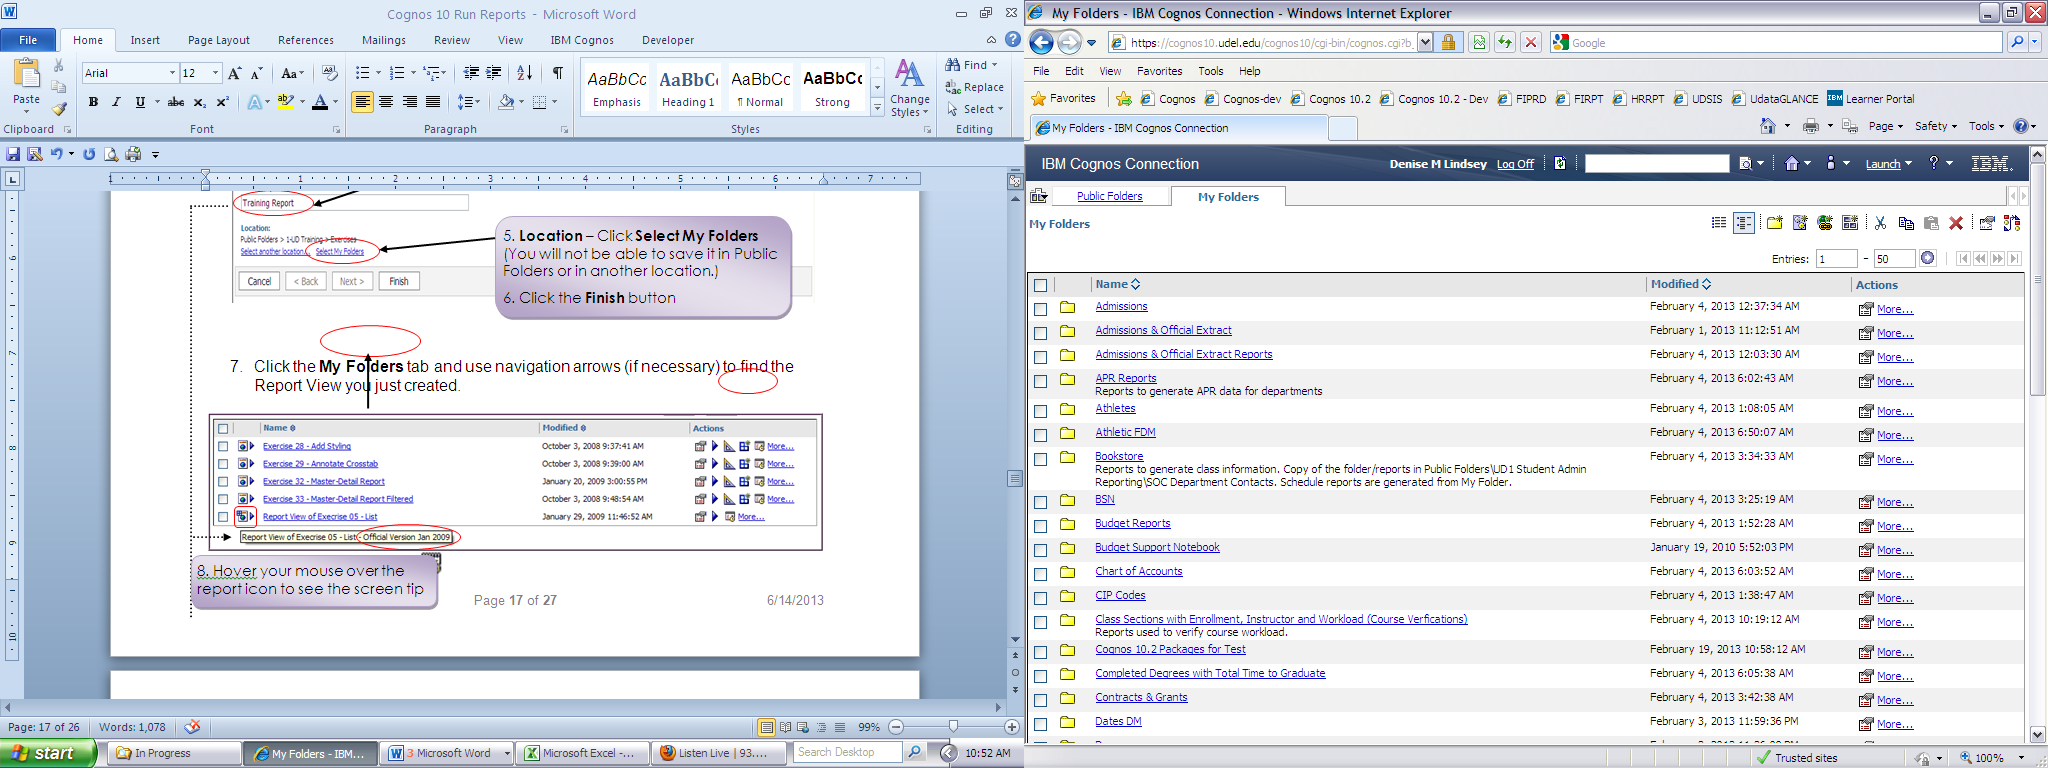 Cognos 10 Run Reports - Microsoft Word
File Home Insert Page Layout References Mailings Review View IBM Cognos Developer
Paste
Arial 12
Find
Replace
Select
B I U abc
AaBbCc AaBbCc AaBbCc AaBbCc
Emphasis Heading 1 ¶ Normal Strong
Change Styles
Clipboard Font Paragraph Styles Editing
1 1 2 3 4 5 6 7
Training Report
Location:
Public Folders > 1-UD Training > Exercises
Select another location... Select My Folders
Cancel < Back Next > Finish
5. Location – Click Select My Folders
(You will not be able to save it in Public
Folders or in another location.)
6. Click the Finish button
7. Click the My Folders tab and use navigation arrows (if necessary) to find the
Report View you just created.
Name Modified Actions
Exercise 28 - Add Styling October 3, 2008 9:37:41 AM More...
Exercise 29 - Annotate Crosstab October 3, 2008 9:39:00 AM More...
Exercise 32 - Master-Detail Report January 20, 2009 3:00:55 PM More...
Exercise 33 - Master-Detail Report Filtered October 3, 2008 9:48:54 AM More...
Report View of Execrise 05 - List January 29, 2009 11:46:52 AM More...
Report View of Execrise 05 - List - Official Version Jan 2009
8. Hover your mouse over the
report icon to see the screen tip
Page 17 of 27 6/14/2013
Page: 17 of 26 Words: 1,078 99%
start In Progress My Folders - IBM... 3 Microsoft Word Microsoft Excel -... Listen Live | 93.... Search Desktop 10:52 AM
My Folders - IBM Cognos Connection - Windows Internet Explorer
https://cognos10.udel.edu/cognos10/cgi-bin/cognos.cgi?b_ Google
File Edit View Favorites Tools Help
Favorites Cognos Cognos-dev Cognos 10.2 Cognos 10.2 - Dev FIPRD FIRPT HRRPT UDSIS UdataGLANCE IBM Learner Portal
My Folders - IBM Cognos Connection Page Safety Tools
IBM Cognos Connection Denise M Lindsey Log Off Launch ? IBM.
Public Folders My Folders
My Folders
Entries: 1 - 50
Name Modified Actions
Admissions February 4, 2013 12:37:34 AM More...
Admissions & Official Extract February 1, 2013 11:12:51 AM More...
Admissions & Official Extract Reports February 4, 2013 12:03:30 AM More...
APR Reports February 4, 2013 6:02:43 AM More...
Reports to generate APR data for departments
Athletes February 4, 2013 1:08:05 AM More...
Athletic FDM February 4, 2013 6:50:07 AM More...
Bookstore February 4, 2013 3:34:33 AM More...
Reports to generate class information. Copy of the folder/reports in Public Folders\UD1 Student Admin
Reporting\SOC Department Contacts. Schedule reports are generated from My Folder.
BSN February 4, 2013 3:25:19 AM More...
Budget Reports February 4, 2013 1:52:28 AM More...
Budget Support Notebook January 19, 2010 5:52:03 PM More...
Chart of Accounts February 4, 2013 6:03:52 AM More...
CIP Codes February 4, 2013 1:38:47 AM More...
Class Sections with Enrollment, Instructor and Workload (Course Verfications) February 4, 2013 10:19:12 AM More...
Reports used to verify course workload.
Cognos 10.2 Packages for Test February 19, 2013 10:58:12 AM More...
Completed Degrees with Total Time to Graduate February 4, 2013 6:05:38 AM More...
Contracts & Grants February 4, 2013 3:42:38 AM More...
Dates DM February 3, 2013 11:59:36 PM More...
Trusted sites 100%